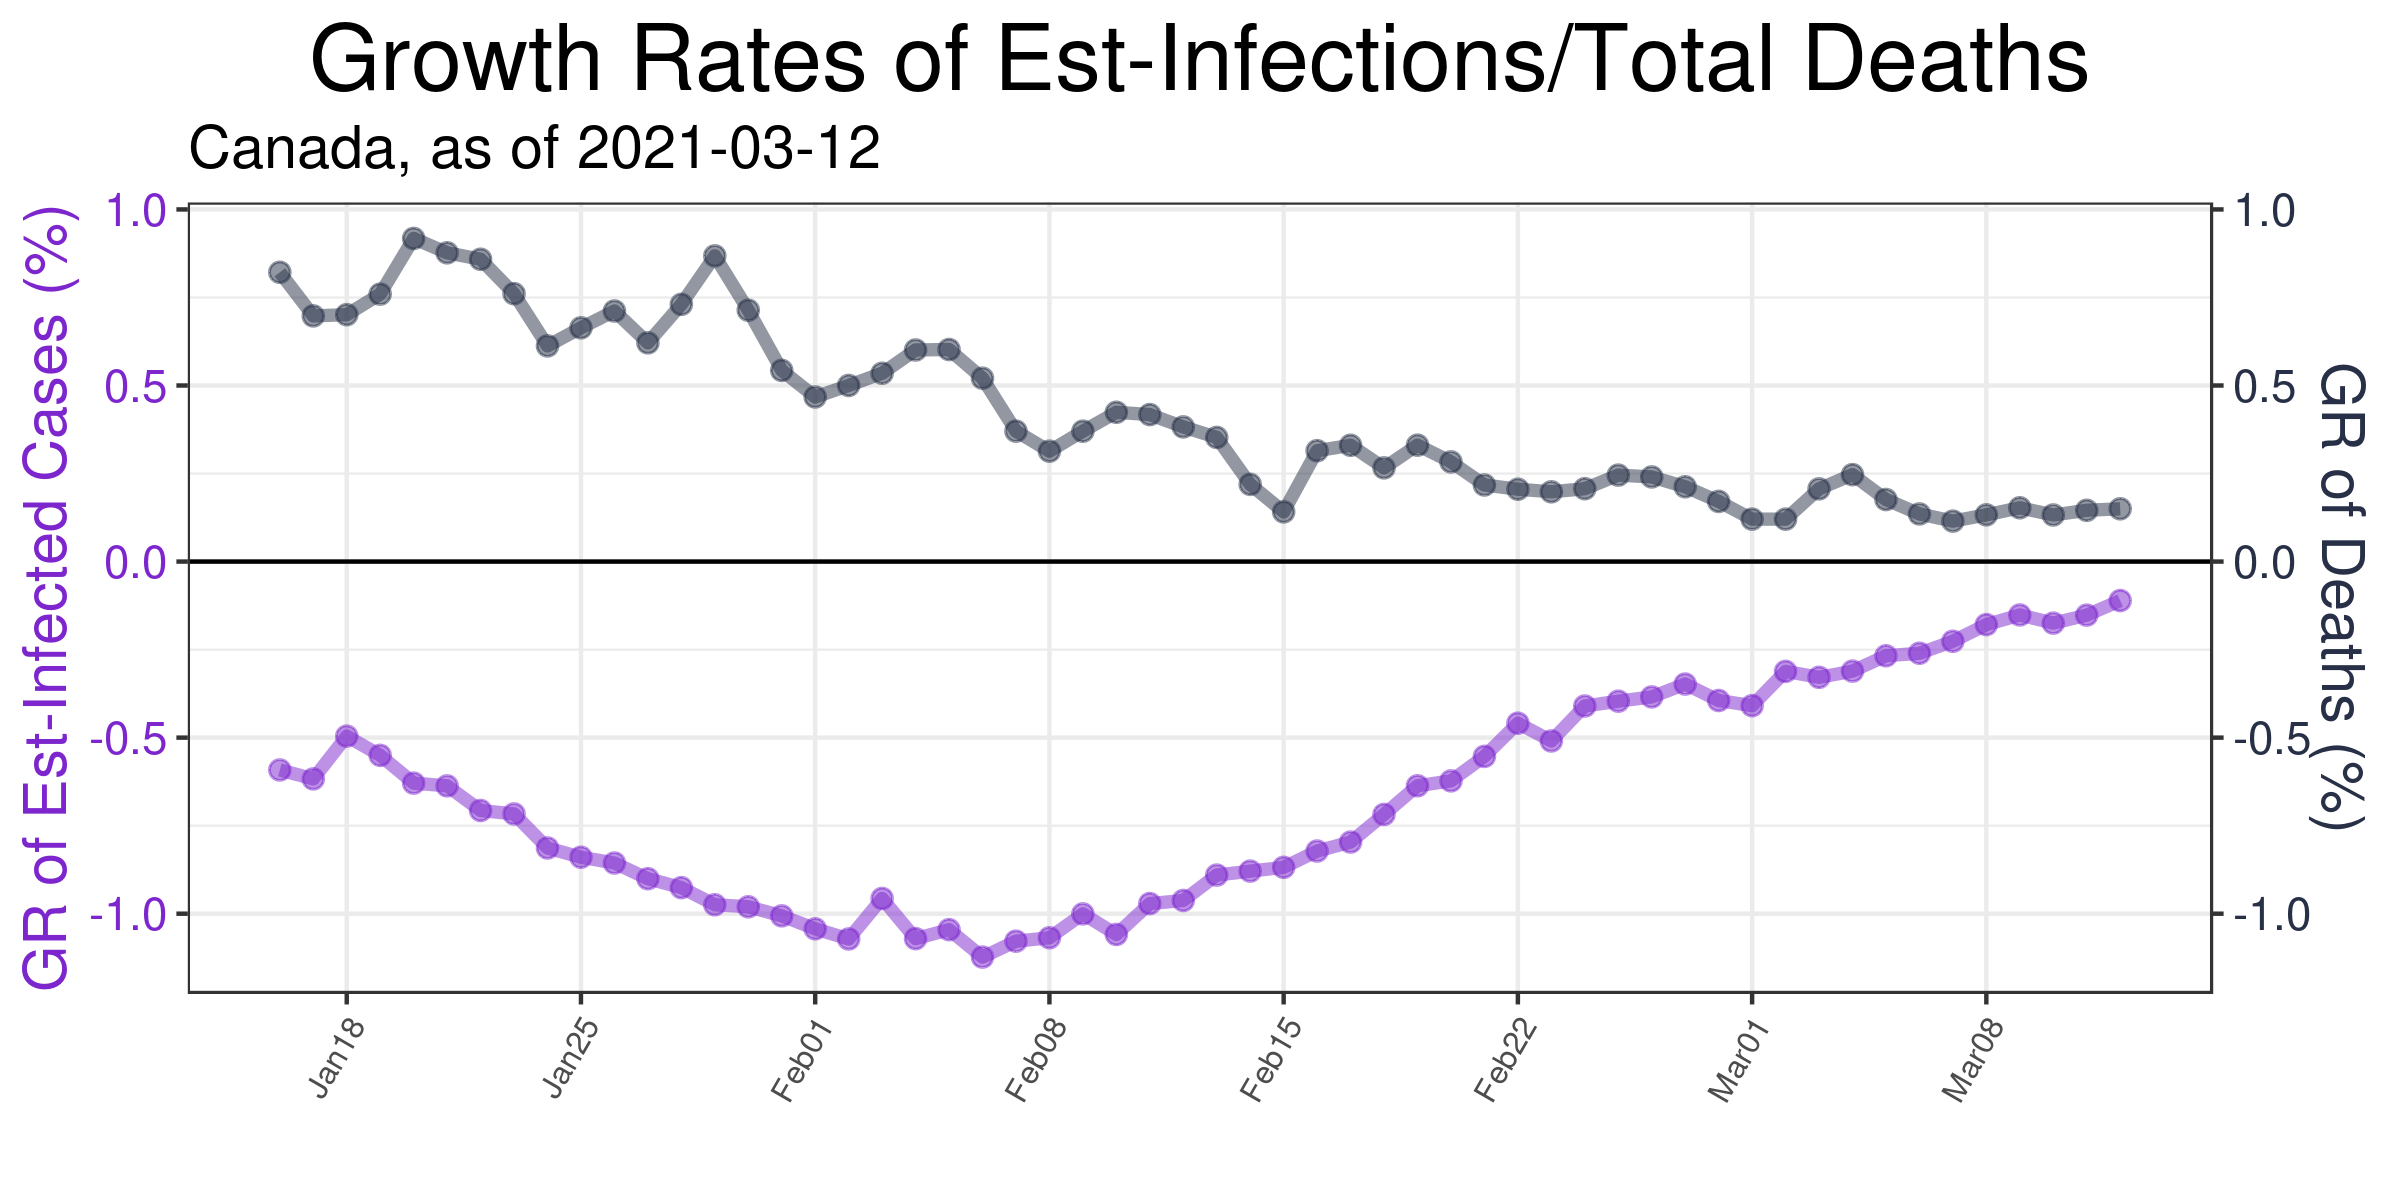 Growth Rates of Est-Infections/Total Deaths
Canada, as of 2021-03-12
GR of Est-Infected Cases (%)
1.0
0.5
0.0
-0.5
-1.0
1.0
0.5
0.0
-0.5
-1.0
GR of Deaths (%)
Jan18
Jan25
Feb01
Feb08
Feb15
Feb22
Mar01
Mar08